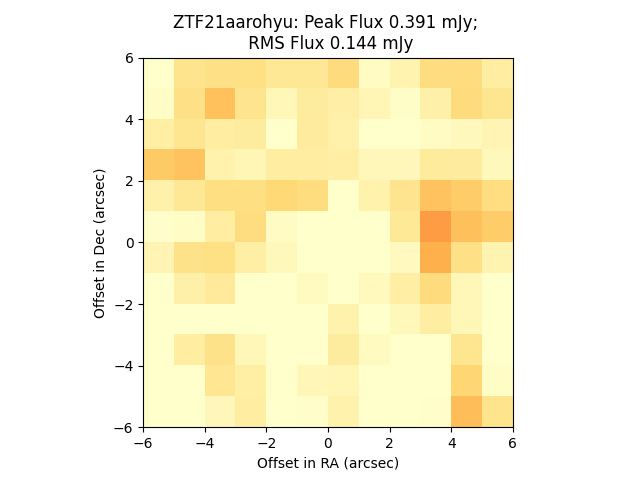 ZTF21aarohyu: Peak Flux 0.391 mJy;
RMS Flux 0.144 mJy
6
4
2
0
−2
−4
−6
Offset in Dec (arcsec)
−6 −4 −2 0 2 4 6
Offset in RA (arcsec)